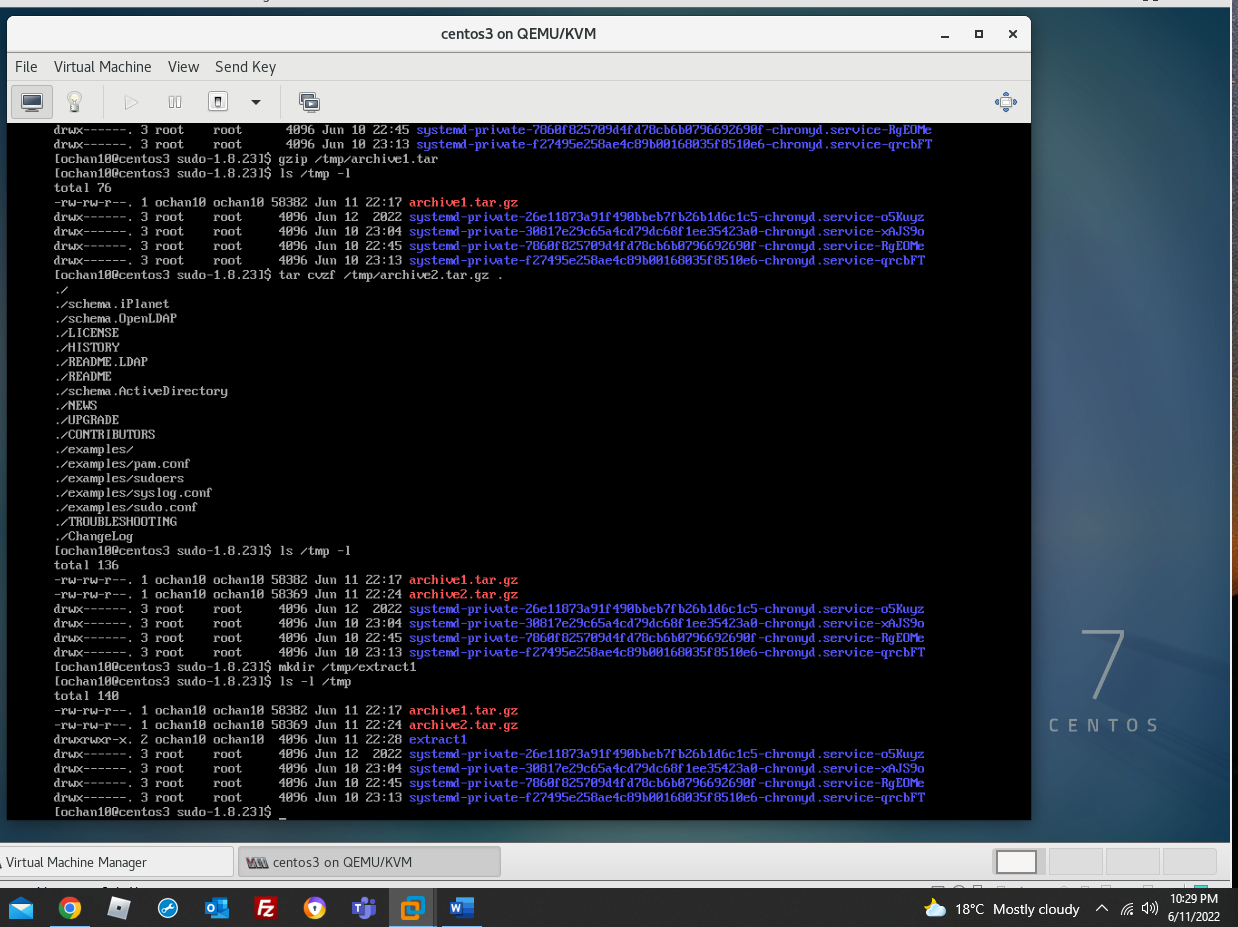 centos3 on QEMU/KVM
File Virtual Machine View Send Key
drwx------. 3 root root 4096 Jun 10 22:45 systemd-private-7860f825709d4fd78cb6b0796692690f-chronyd.service-RgEOMe
drwx------. 3 root root 4096 Jun 10 23:13 systemd-private-f27495e258ae4c89b00168035f8510e6-chronyd.service-qrcbFT
[ochan10@centos3 sudo-1.8.23]$ gzip /tmp/archive1.tar
[ochan10@centos3 sudo-1.8.23]$ ls /tmp -l
total 76
-rw-rw-r--. 1 ochan10 ochan10 58382 Jun 11 22:17 archive1.tar.gz
drwx------. 3 root root 4096 Jun 12 2022 systemd-private-26e11873a91f490bbeb7fb26b1d6c1c5-chronyd.service-o5Kuyz
drwx------. 3 root root 4096 Jun 10 23:04 systemd-private-30817e29c65a4cd79dc68f1ee35423a0-chronyd.service-xAJS9o
drwx------. 3 root root 4096 Jun 10 22:45 systemd-private-7860f825709d4fd78cb6b0796692690f-chronyd.service-RgEOMe
drwx------. 3 root root 4096 Jun 10 23:13 systemd-private-f27495e258ae4c89b00168035f8510e6-chronyd.service-qrcbFT
[ochan10@centos3 sudo-1.8.23]$ tar cvzf /tmp/archive2.tar.gz .
./
./schema.iPlanet
./schema.OpenLDAP
./LICENSE
./HISTORY
./README.LDAP
./README
./schema.ActiveDirectory
./NEWS
./UPGRADE
./CONTRIBUTORS
./examples/
./examples/pam.conf
./examples/sudoers
./examples/syslog.conf
./examples/sudo.conf
./TROUBLESHOOTING
./ChangeLog
[ochan10@centos3 sudo-1.8.23]$ ls /tmp -l
total 136
-rw-rw-r--. 1 ochan10 ochan10 58382 Jun 11 22:17 archive1.tar.gz
-rw-rw-r--. 1 ochan10 ochan10 58369 Jun 11 22:24 archive2.tar.gz
drwx------. 3 root root 4096 Jun 12 2022 systemd-private-26e11873a91f490bbeb7fb26b1d6c1c5-chronyd.service-o5Kuyz
drwx------. 3 root root 4096 Jun 10 23:04 systemd-private-30817e29c65a4cd79dc68f1ee35423a0-chronyd.service-xAJS9o
drwx------. 3 root root 4096 Jun 10 22:45 systemd-private-7860f825709d4fd78cb6b0796692690f-chronyd.service-RgEOMe
drwx------. 3 root root 4096 Jun 10 23:13 systemd-private-f27495e258ae4c89b00168035f8510e6-chronyd.service-qrcbFT
[ochan10@centos3 sudo-1.8.23]$ mkdir /tmp/extract1
[ochan10@centos3 sudo-1.8.23]$ ls -l /tmp
total 140
-rw-rw-r--. 1 ochan10 ochan10 58382 Jun 11 22:17 archive1.tar.gz
-rw-rw-r--. 1 ochan10 ochan10 58369 Jun 11 22:24 archive2.tar.gz
drwxrwxr-x. 2 ochan10 ochan10 4096 Jun 11 22:28 extract1
drwx------. 3 root root 4096 Jun 12 2022 systemd-private-26e11873a91f490bbeb7fb26b1d6c1c5-chronyd.service-o5Kuyz
drwx------. 3 root root 4096 Jun 10 23:04 systemd-private-30817e29c65a4cd79dc68f1ee35423a0-chronyd.service-xAJS9o
drwx------. 3 root root 4096 Jun 10 22:45 systemd-private-7860f825709d4fd78cb6b0796692690f-chronyd.service-RgEOMe
drwx------. 3 root root 4096 Jun 10 23:13 systemd-private-f27495e258ae4c89b00168035f8510e6-chronyd.service-qrcbFT
[ochan10@centos3 sudo-1.8.23]$ _
7
CENTOS
Virtual Machine Manager
centos3 on QEMU/KVM
18°C Mostly cloudy
10:29 PM
6/11/2022